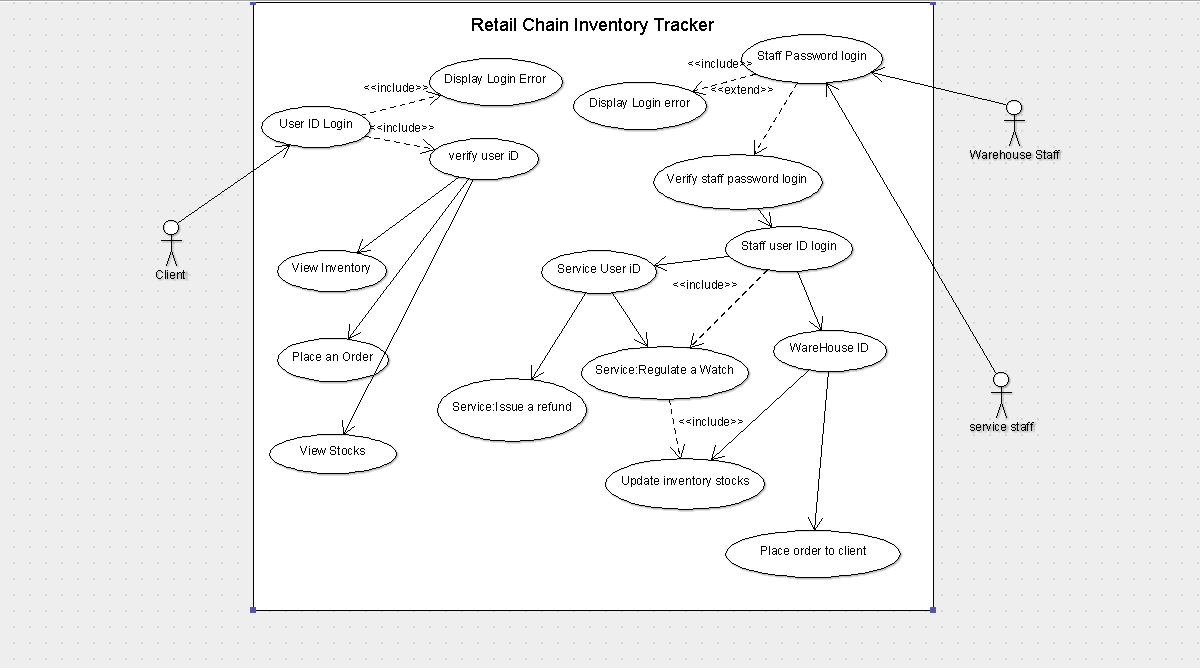 Retail Chain Inventory Tracker
Staff Password login
<<include>>
Display Login Error
<<include>>
<<extend>>
Display Login error
User ID Login
<<include>>
verify user iD
Warehouse Staff
Verify staff password login
Staff user ID login
Client
View Inventory
Service User iD
<<include>>
WareHouse ID
Place an Order
Service:Regulate a Watch
Service:Issue a refund
<<include>>
service staff
View Stocks
Update inventory stocks
Place order to client